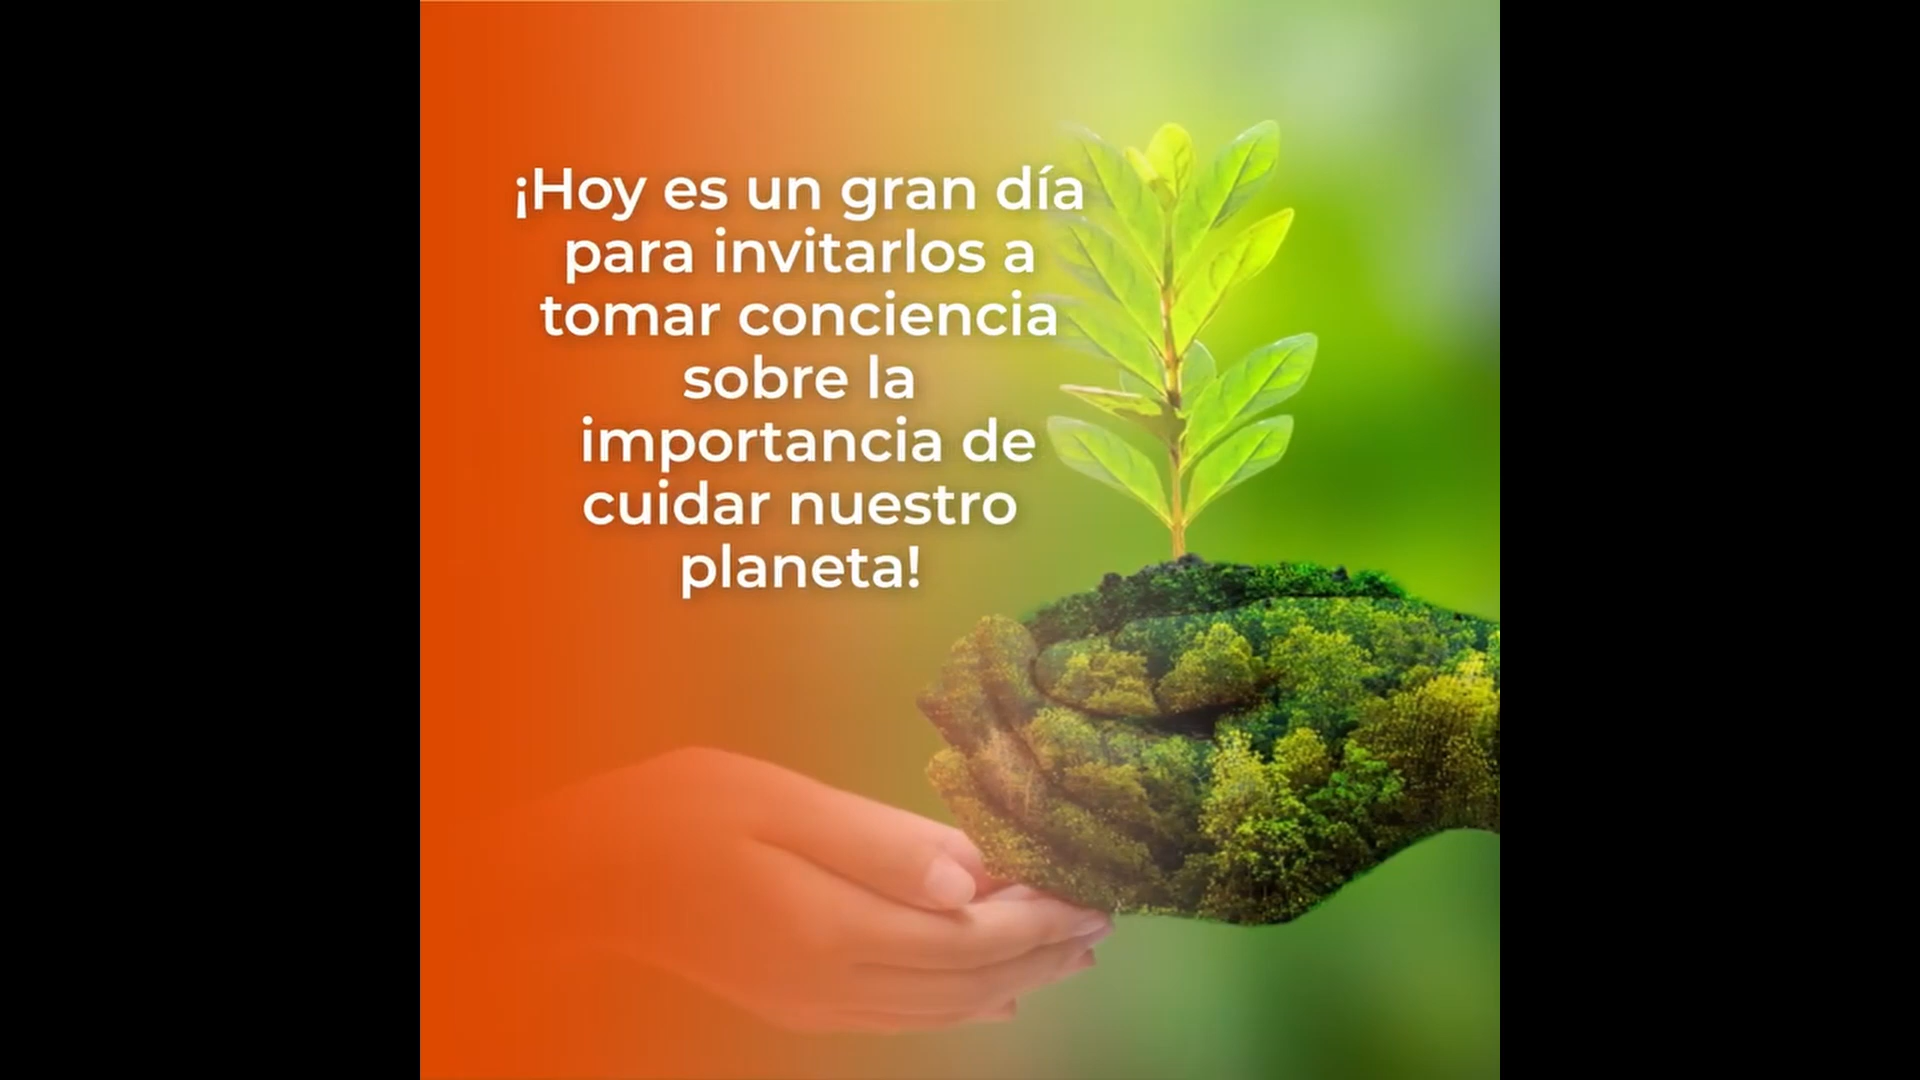 ¡Hoy es un gran día
para invitarlos a
tomar conciencia
sobre la
importancia de
cuidar nuestro
planeta!